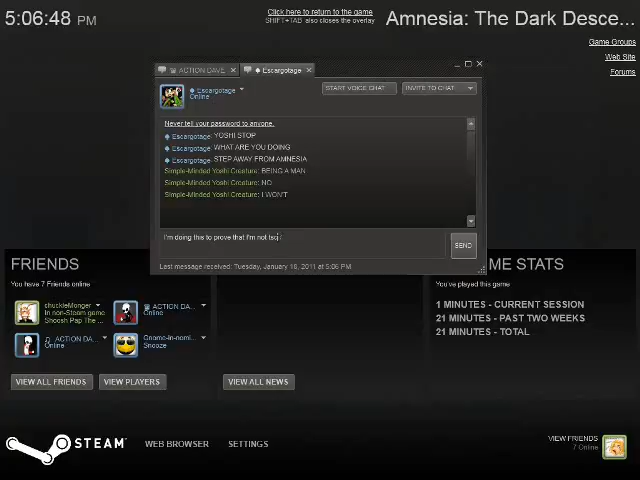 5:06:48 PM
Click here to return to the game
SHIFT+TAB also closes the overlay
Amnesia: The Dark Desce...
Game Groups
Web Site
Forums
ACTION DAVE
Escargotage
Escargotage
Online
START VOICE CHAT
INVITE TO CHAT
Never tell your password to anyone.
Escargotage: YOSHI STOP
Escargotage: WHAT ARE YOU DOING
Escargotage: STEP AWAY FROM AMNESIA
Simple-Minded Yoshi Creature: BEING A MAN
Simple-Minded Yoshi Creature: NO
Simple-Minded Yoshi Creature: I WON'T
I'm doing this to prove that I'm not
SEND
Last message received: Tuesday, January 18, 2011 at 5:06 PM
FRIENDS
You have 7 Friends online
chuckleMonger
In non-Steam game
Shoosh Pap The ...
ACTION DA...
Online
ACTION DA...
Online
Gnome-in-nomi...
Snooze
VIEW ALL FRIENDS
VIEW PLAYERS
VIEW ALL NEWS
ME STATS
You've played this game
1 MINUTES - CURRENT SESSION
21 MINUTES - PAST TWO WEEKS
21 MINUTES - TOTAL
STEAM
WEB BROWSER
SETTINGS
VIEW FRIENDS
7 Online